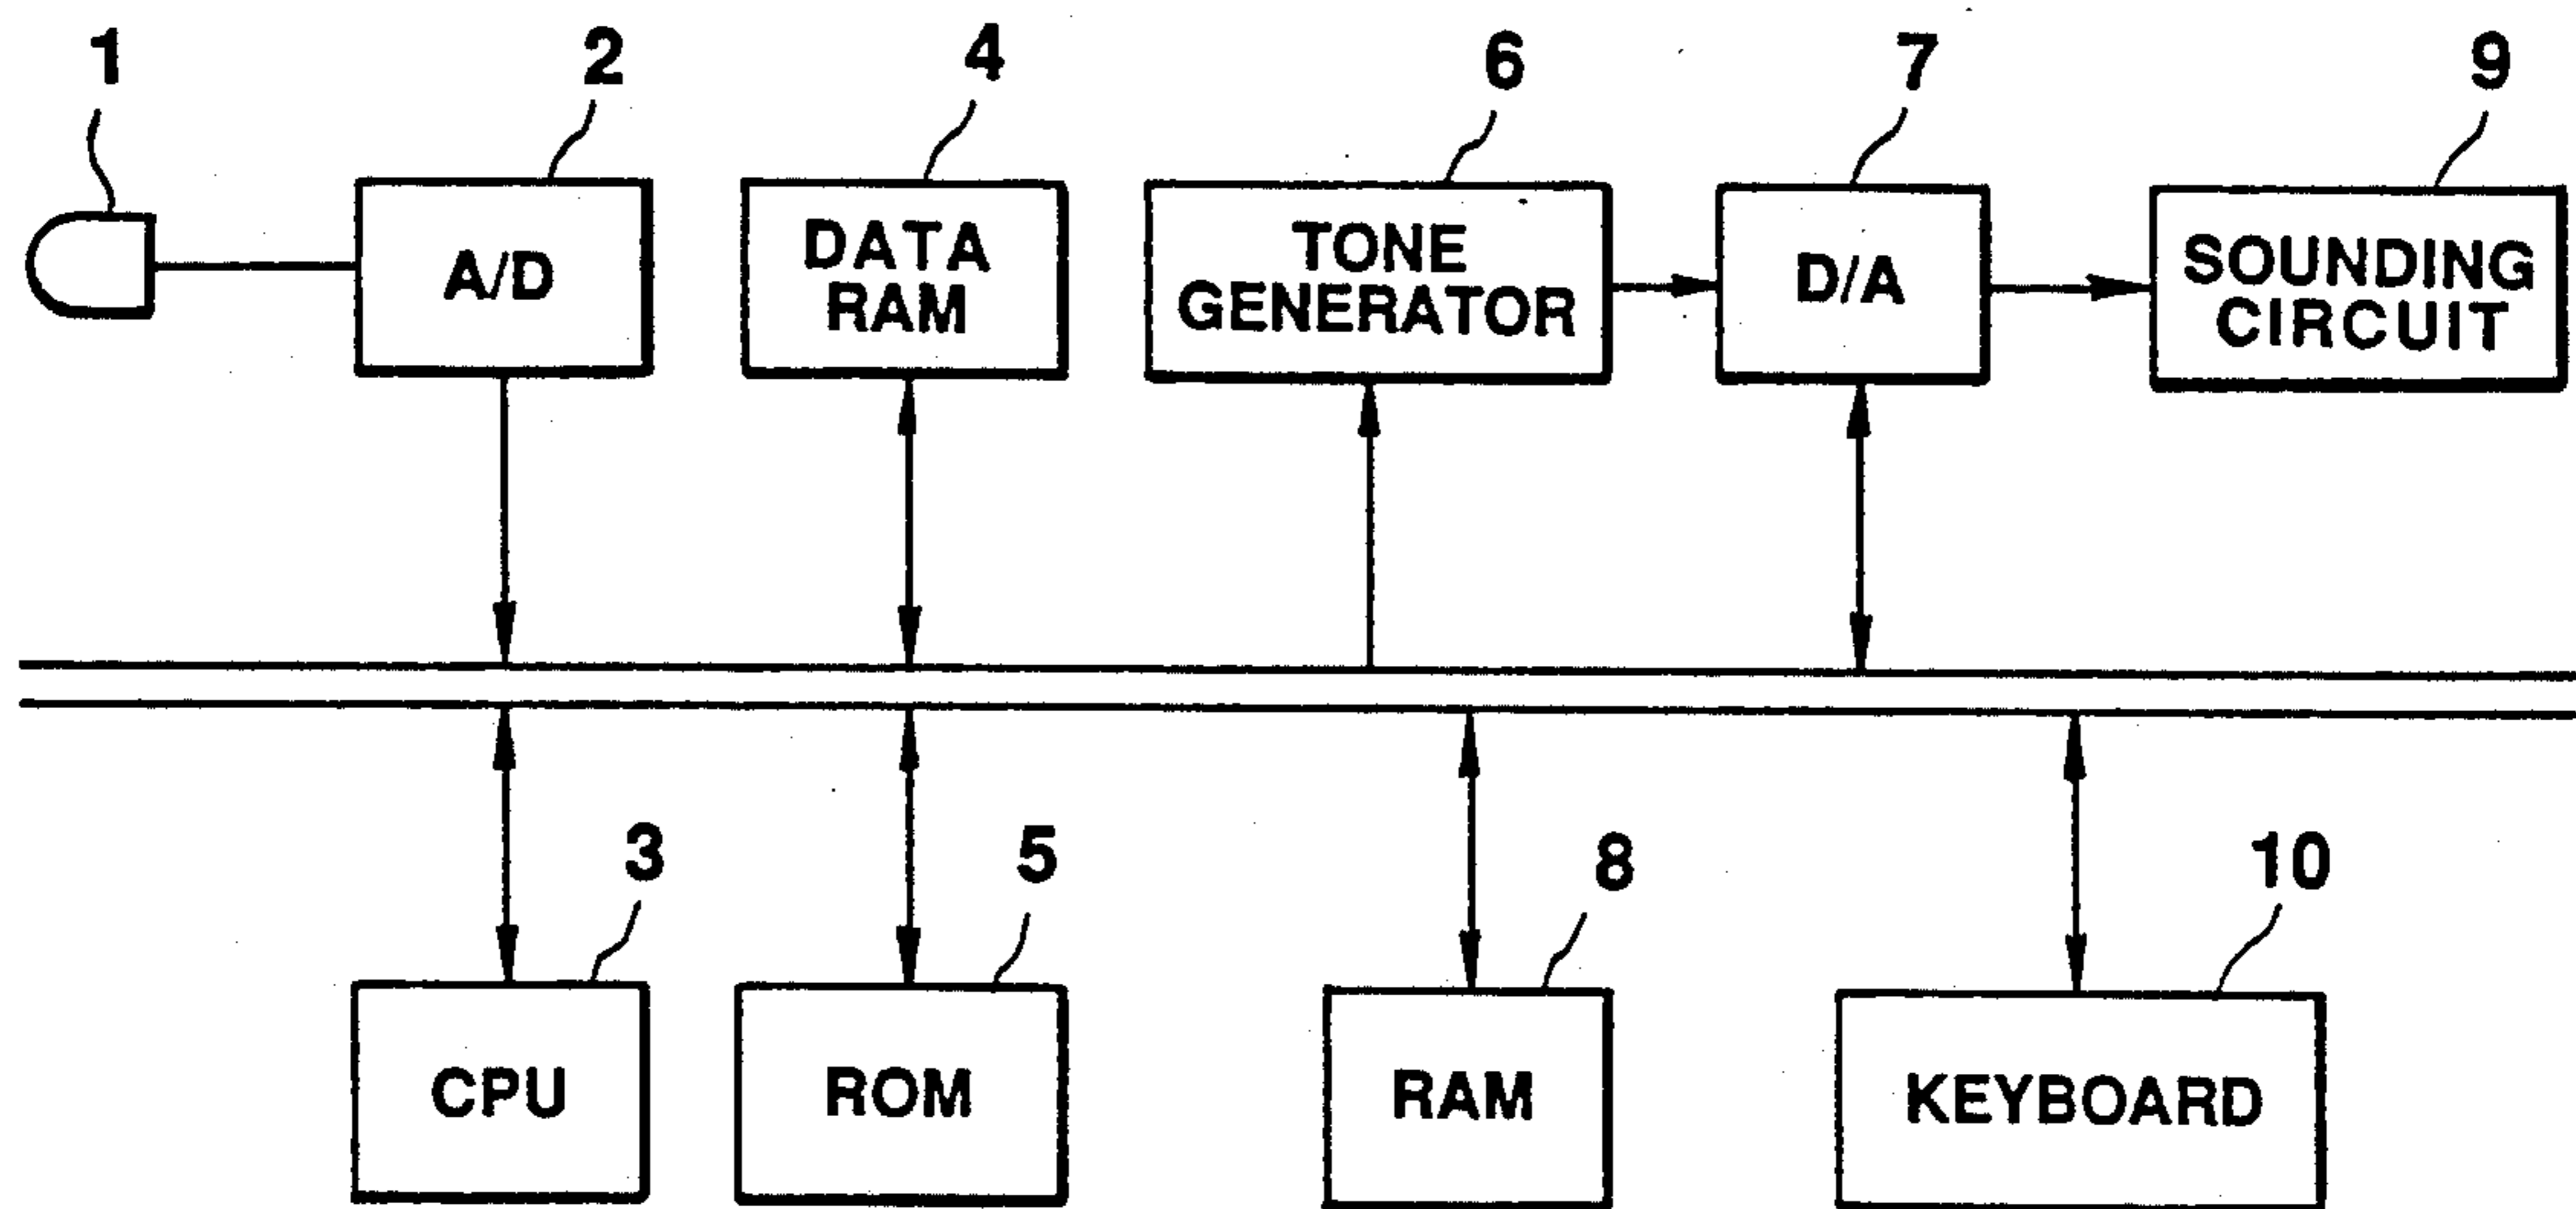 1
2
4
6
7
9
A/D
DATA
RAM
TONE
GENERATOR
D/A
SOUNDING
CIRCUIT
3
5
8
10
CPU
ROM
RAM
KEYBOARD